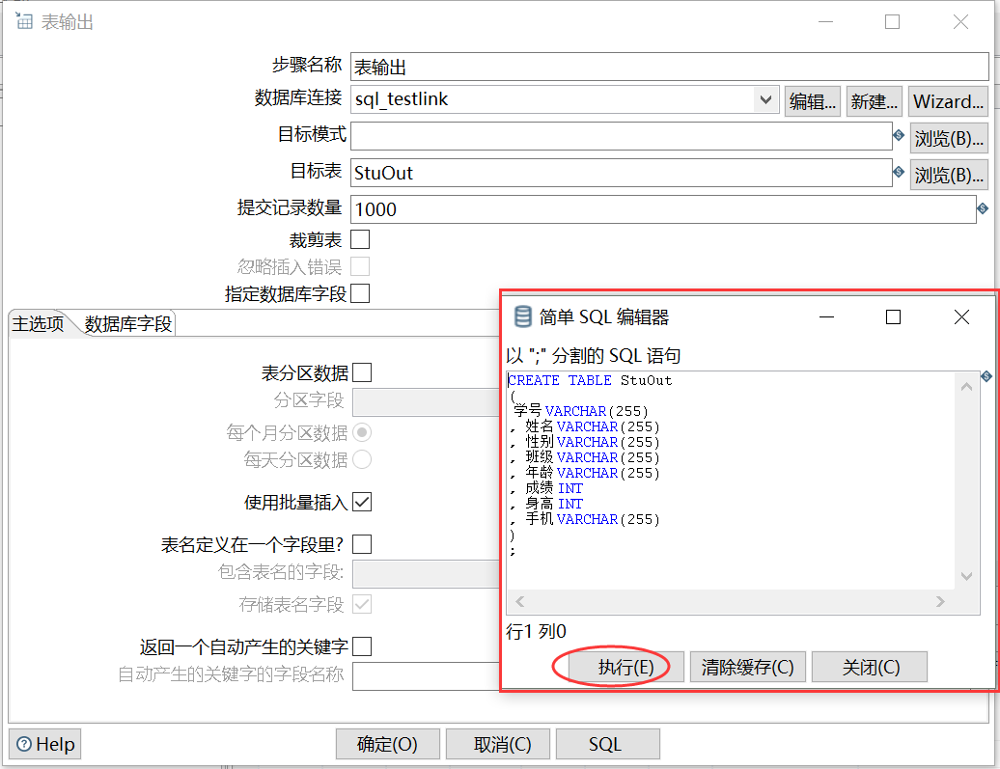 表输出
步骤名称 表输出
数据库连接 sql_testlink 编辑... 新建... Wizard...
目标模式 浏览(B)...
目标表 StuOut 浏览(B)...
提交记录数量 1000
裁剪表
忽略插入错误
指定数据库字段
主选项 数据库字段
表分区数据
分区字段
每个月分区数据
每天分区数据
使用批量插入
表名定义在一个字段里?
包含表名的字段:
存储表名字段
返回一个自动产生的关键字
自动产生的关键字的字段名称
简单 SQL 编辑器
以 ";" 分割的 SQL 语句
CREATE TABLE StuOut
(
学号 VARCHAR(255)
, 姓名 VARCHAR(255)
, 性别 VARCHAR(255)
, 班级 VARCHAR(255)
, 年龄 VARCHAR(255)
, 成绩 INT
, 身高 INT
, 手机 VARCHAR(255)
)
;
行1 列0
执行(E) 清除缓存(C) 关闭(C)
Help 确定(O) 取消(C) SQL